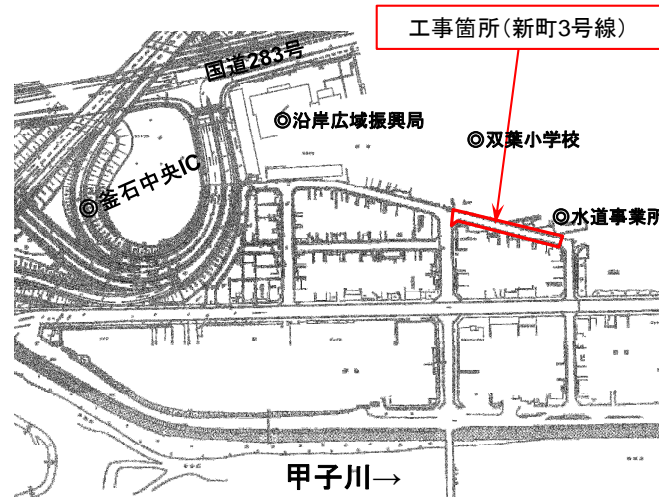 工事箇所（新町3号線）
国道283号
◎沿岸広域振興局
◎双葉小学校
◎釜石中央IC
◎水道事業所
甲子川→